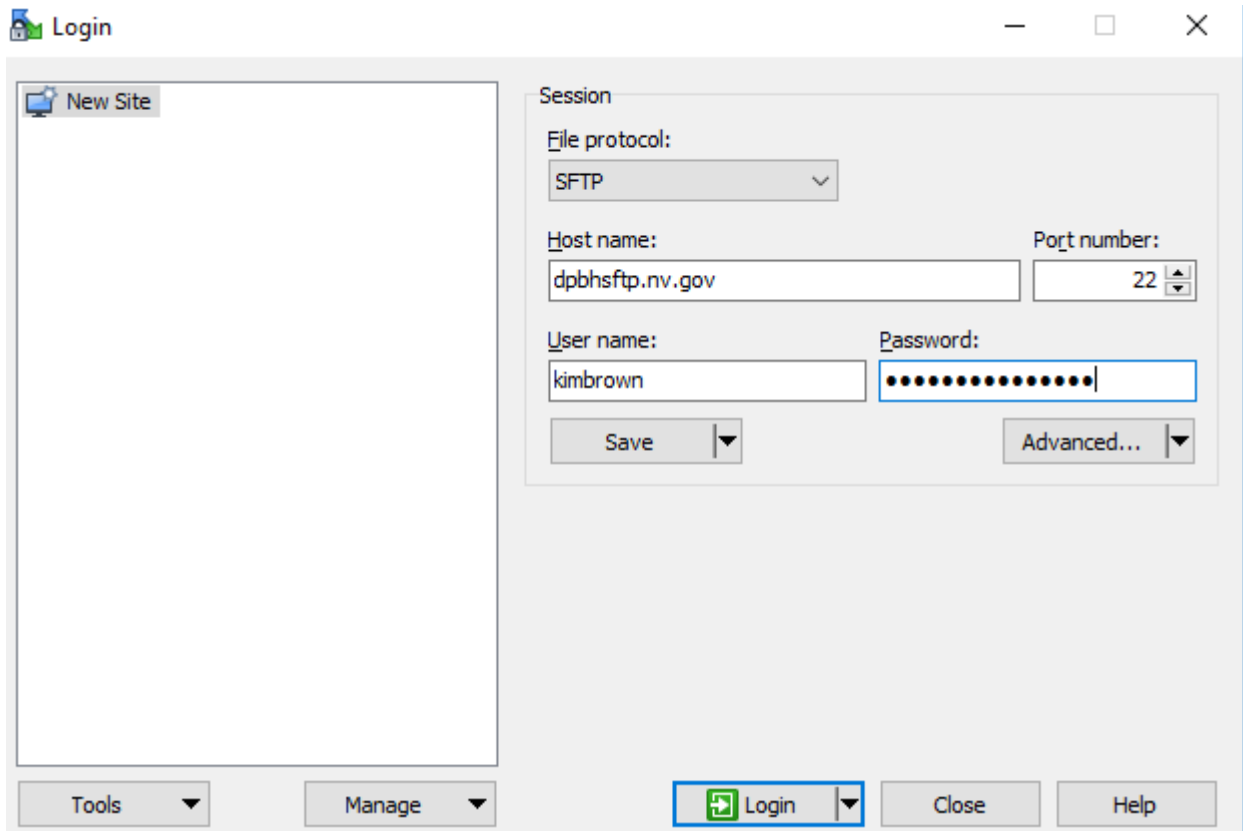 Login
New Site
Session
File protocol:
SFTP
Host name: Port number:
dpbhsftp.nv.gov 22
User name: Password:
kimbrown ●●●●●●●●●●●●●●●
Save Advanced...
Tools Manage Login Close Help